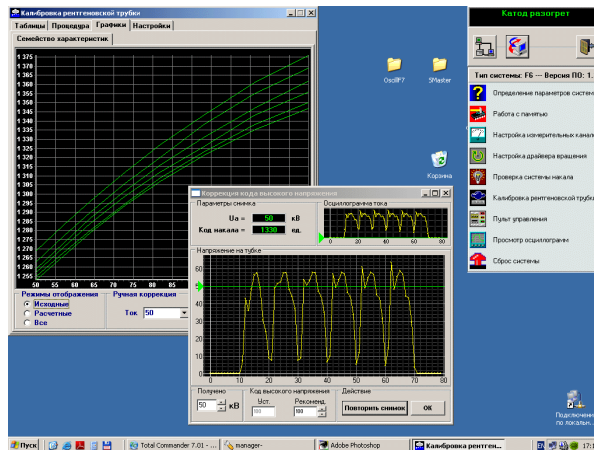 Калибровка рентгеновской трубки
Таблицы Процедура Графики Настройки
Семейство характеристик
1 375
1 370
1 365
1 360
1 355
1 350
1 345
1 340
1 335
1 330
1 325
1 320
1 315
1 310
1 305
1 300
1 295
1 290
1 285
1 280
1 275
1 270
1 265
1 260
1 255
50 55 60 65 70 75 80 85
Режимы отображения
Исходные
Расчетные
Все
Ручная коррекция
Ток 50
OscillF7
SMaster
Корзина
Катод разогрет
Тип системы: F6 --- Версия ПО: 1.
Определение параметров систем
Работа с памятью
Настройка измерительных канало
Настройка драйвера вращения
Проверка системы накала
Калибровка рентгеновской трубки
Пульт управления
Просмотр осциллограмм
Сброс системы
Коррекция кода высокого напряжения
Параметры снимка
Ua = 50 кВ
Код накала = 1330 ед.
Осциллограмма тока
0 20 40 60 80
Напряжение на тубке
60
50
40
30
20
10
0
0 10 20 30 40 50 60 70 80
Получено
50 кВ
Код высокого напряжения
Уст.
Рекоменд.
Действие
Повторить снимок
OK
Подключение
по локальн...
Пуск
Total Commander 7.01 - ...
manager-
Adobe Photoshop
Калибровка рентген...
17:1